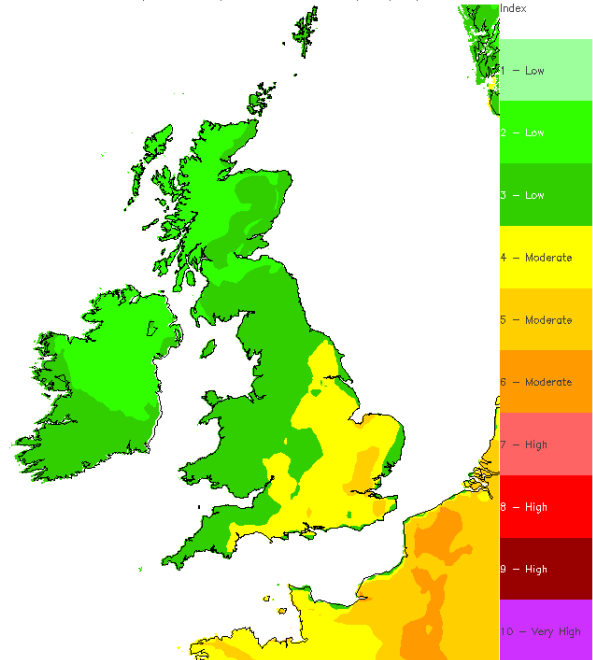 Index
1 - Low
2 - Low
3 - Low
4 - Moderate
5 - Moderate
6 - Moderate
7 - High
8 - High
9 - High
10 - Very High